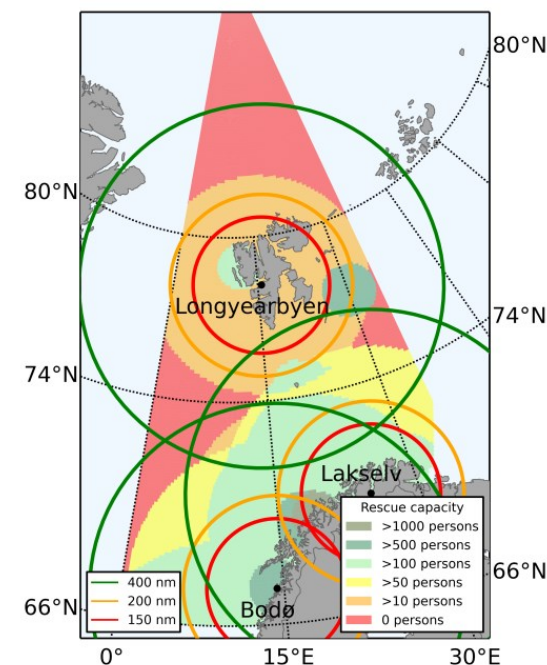 80°N
80°N
Longyearbyen
74°N
74°N
Lakselv
Rescue capacity
>1000 persons
>500 persons
>100 persons
>50 persons
>10 persons
0 persons
400 nm
200 nm
150 nm
66°N
Bodø
66°N
0°
15°E
30°E